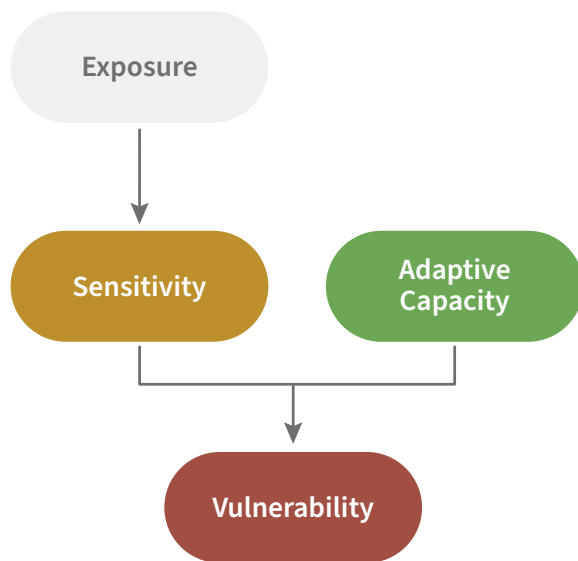 Exposure
Sensitivity
Adaptive
Capacity
Vulnerability